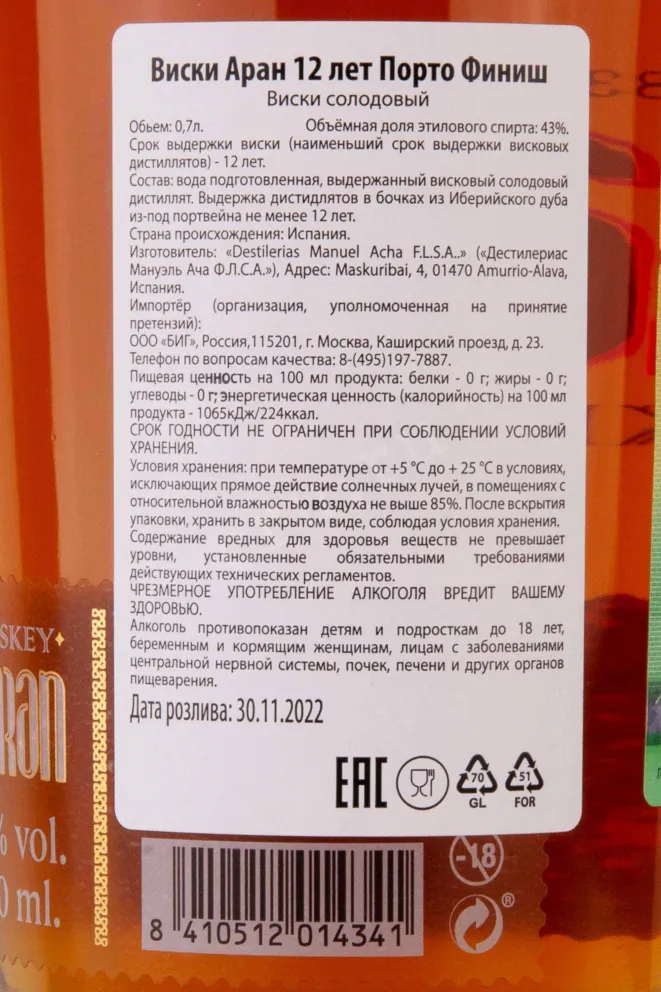 Виски Аран 12 лет Порто Финиш
Виски солодовый
Обьем: 0,7л. Объёмная доля этилового спирта: 43%.
Срок выдержки виски (наименьший срок выдержки висковых
дистиллятов) - 12 лет.
Состав: вода подготовленная, выдержанный висковый солодовый
дистиллят. Выдержка дистидлятов в бочках из Иберийского дуба
из-под портвейна не менее 12 лет.
Страна происхождения: Испания.
Изготовитель: «Destilerias Manuel Acha F.L.S.A..» («Дестилериас
Мануэль Ача Ф.Л.С.А.»), Адрес: Maskuribai, 4, 01470 Amurrio-Alava,
Испания.
Импортёр (организация, уполномоченная на принятие
претензий):
ООО «БИГ», Россия,115201, г. Москва, Каширский проезд, д. 23.
Телефон по вопросам качества: 8-(495)197-7887.
Пищевая ценность на 100 мл продукта: белки - 0 г; жиры - 0 г;
углеводы - 0 г; энергетическая ценность (калорийность) на 100 мл
продукта - 1065кДж/224ккал.
СРОК ГОДНОСТИ НЕ ОГРАНИЧЕН ПРИ СОБЛЮДЕНИИ УСЛОВИЙ
ХРАНЕНИЯ.
Условия хранения: при температуре от +5 °С до + 25 °С в условиях,
исключающих прямое действие солнечных лучей, в помещениях с
относительной влажностью воздуха не выше 85%. После вскрытия
упаковки, хранить в закрытом виде, соблюдая условия хранения.
Содержание вредных для здоровья веществ не превышает
уровни, установленные обязательными требованиями
действующих технических регламентов.
ЧРЕЗМЕРНОЕ УПОТРЕБЛЕНИЕ АЛКОГОЛЯ ВРЕДИТ ВАШЕМУ
ЗДОРОВЬЮ.
Алкоголь противопоказан детям и подросткам до 18 лет,
беременным и кормящим женщинам, лицам с заболеваниями
центральной нервной системы, почек, печени и других органов
пищеварения.
Дата розлива: 30.11.2022
EAC
70 51
GL FOR
SKEY
RAN
% vol.
0 ml.
-18
®
8 410512 014341